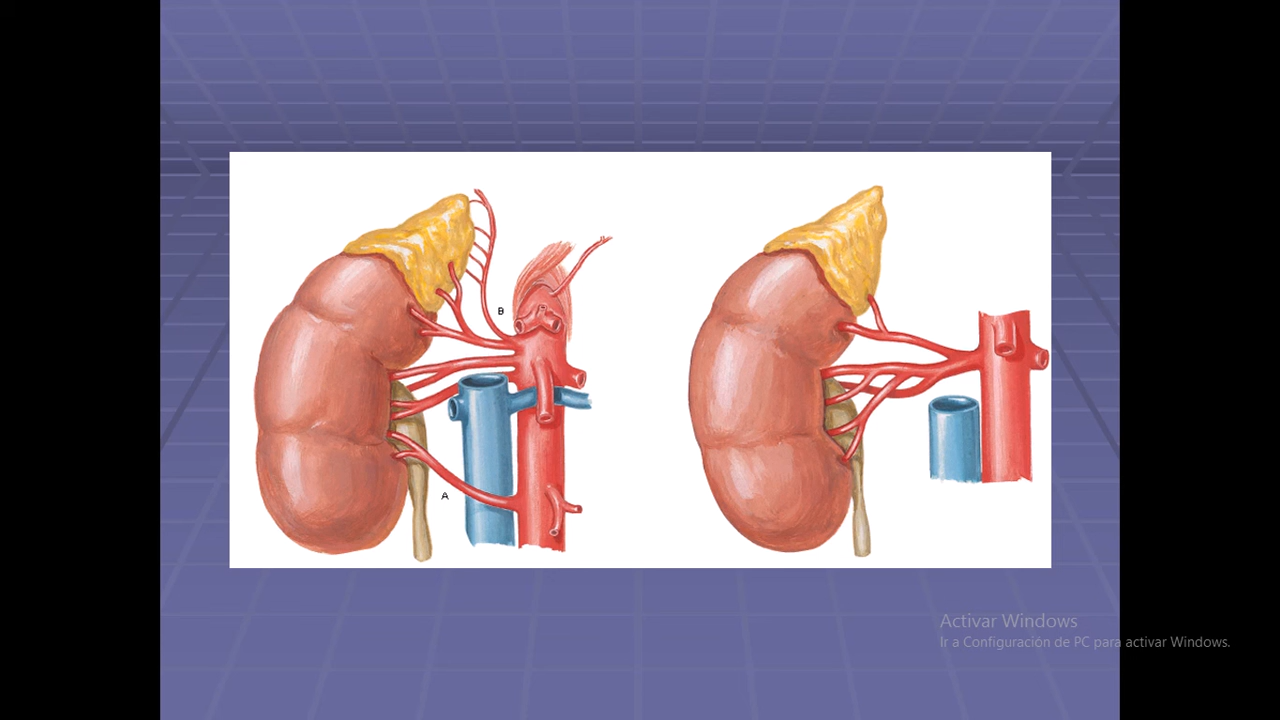 B
A
Activar Windows
Ir a Configuración de PC para activar Windows.